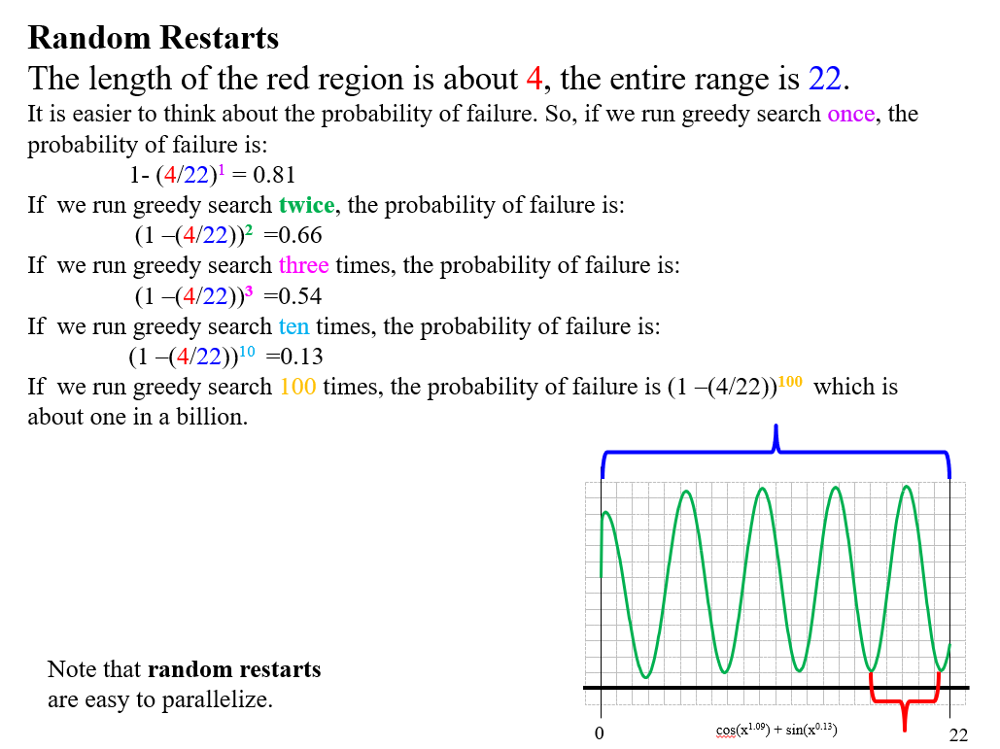 Random Restarts
The length of the red region is about 4, the entire range is 22.
It is easier to think about the probability of failure. So, if we run greedy search once, the
probability of failure is:
1- (4/22)¹ = 0.81
If  we run greedy search twice, the probability of failure is:
(1 –(4/22))²  =0.66
If  we run greedy search three times, the probability of failure is:
(1 –(4/22))³  =0.54
If  we run greedy search ten times, the probability of failure is:
(1 –(4/22))¹⁰  =0.13
If  we run greedy search 100 times, the probability of failure is (1 –(4/22))¹⁰⁰  which is
about one in a billion.
Note that random restarts
are easy to parallelize.
0
cos(x^1.09) + sin(x^0.13)
22